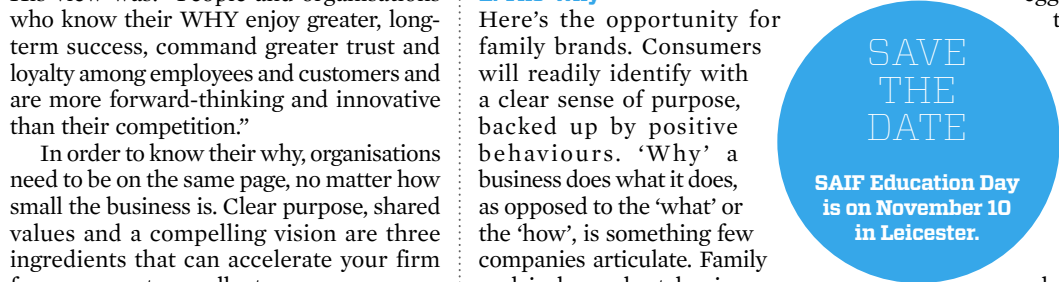 who know their WHY enjoy greater, long-
term success, command greater trust and
loyalty among employees and customers and
are more forward-thinking and innovative
than their competition.”
In order to know their why, organisations
need to be on the same page, no matter how
small the business is. Clear purpose, shared
values and a compelling vision are three
ingredients that can accelerate your firm
Here’s the opportunity for
family brands. Consumers
will readily identify with
a clear sense of purpose,
backed up by positive
behaviours. ‘Why’ a
business does what it does,
as opposed to the ‘what’ or
the ‘how’, is something few
companies articulate. Family
SAVE
THE
DATE
SAIF Education Day
is on November 10
in Leicester.